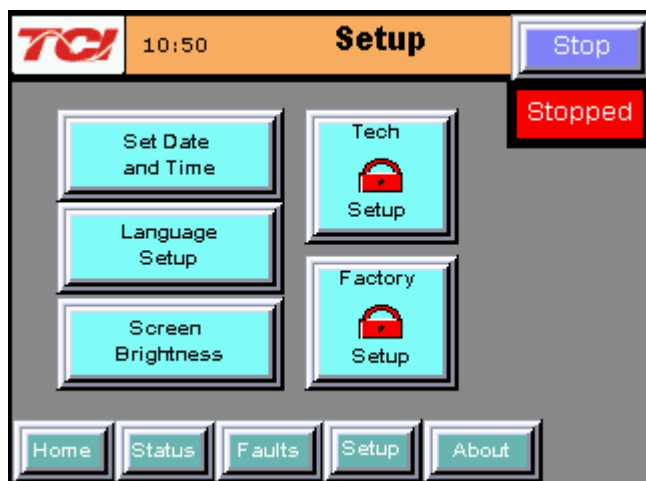 TCI
10:50
Setup
Stop
Stopped
Set Date
and Time
Tech
Setup
Language
Setup
Factory
Setup
Screen
Brightness
Home
Status
Faults
Setup
About